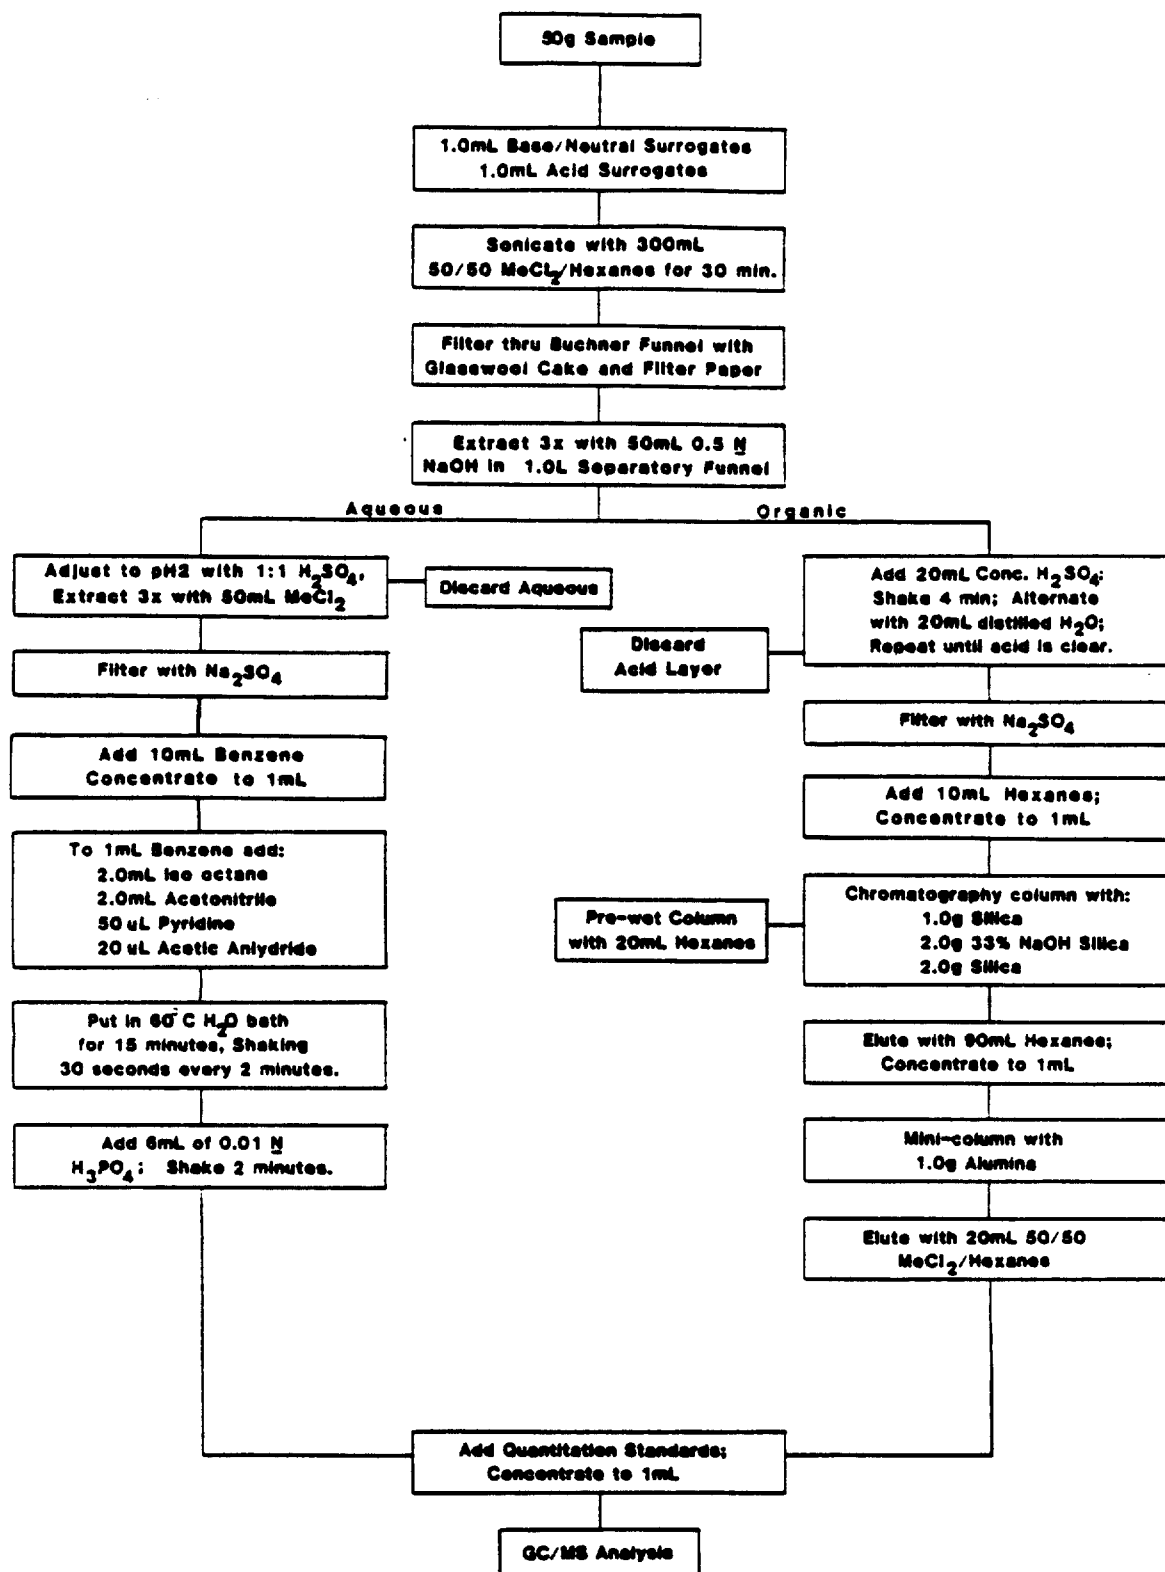 50g Sample
1.0mL Base/Neutral Surrogates
1.0mL Acid Surrogates
Sonicate with 300mL
50/50 MeCl2/Hexanes for 30 min.
Filter thru Buchner Funnel with
Glasswool Cake and Filter Paper
Extract 3x with 50mL 0.5 N
NaOH in 1.0L Separatory Funnel
Aqueous
Organic
Adjust to pH2 with 1:1 H2SO4,
Extract 3x with 50mL MeCl2
Discard Aqueous
Filter with Na2SO4
Add 10mL Benzene
Concentrate to 1mL
To 1mL Benzene add:
2.0mL Iso octane
2.0mL Acetonitrile
50 uL Pyridine
20 uL Acetic Anlydride
Put in 60°C H2O bath
for 15 minutes, Shaking
30 seconds every 2 minutes.
Add 6mL of 0.01 N
H3PO4; Shake 2 minutes.
Add 20mL Conc. H2SO4;
Shake 4 min; Alternate
with 20mL distilled H2O;
Repeat until acid is clear.
Discard
Acid Layer
Filter with Na2SO4
Add 10mL Hexanes;
Concentrate to 1mL
Chromatography column with:
1.0g Silica
2.0g 33% NaOH Silica
2.0g Silica
Pre-wet Column
with 20mL Hexanes
Elute with 90mL Hexanes;
Concentrate to 1mL
Mini-column with
1.0g Alumina
Elute with 20mL 50/50
MeCl2/Hexanes
Add Quantitation Standards;
Concentrate to 1mL
GC/MS Analysis